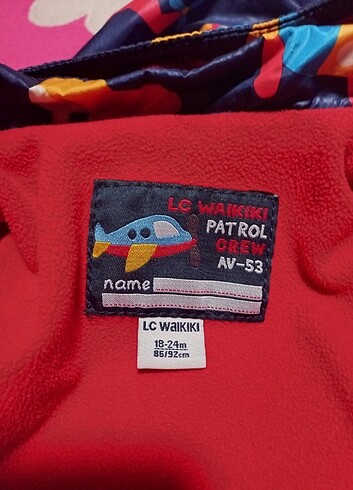 LC WAIKIKI
PATROL
CREW
AV-53
name
LC WAIKIKI
18-24m
86/92cm